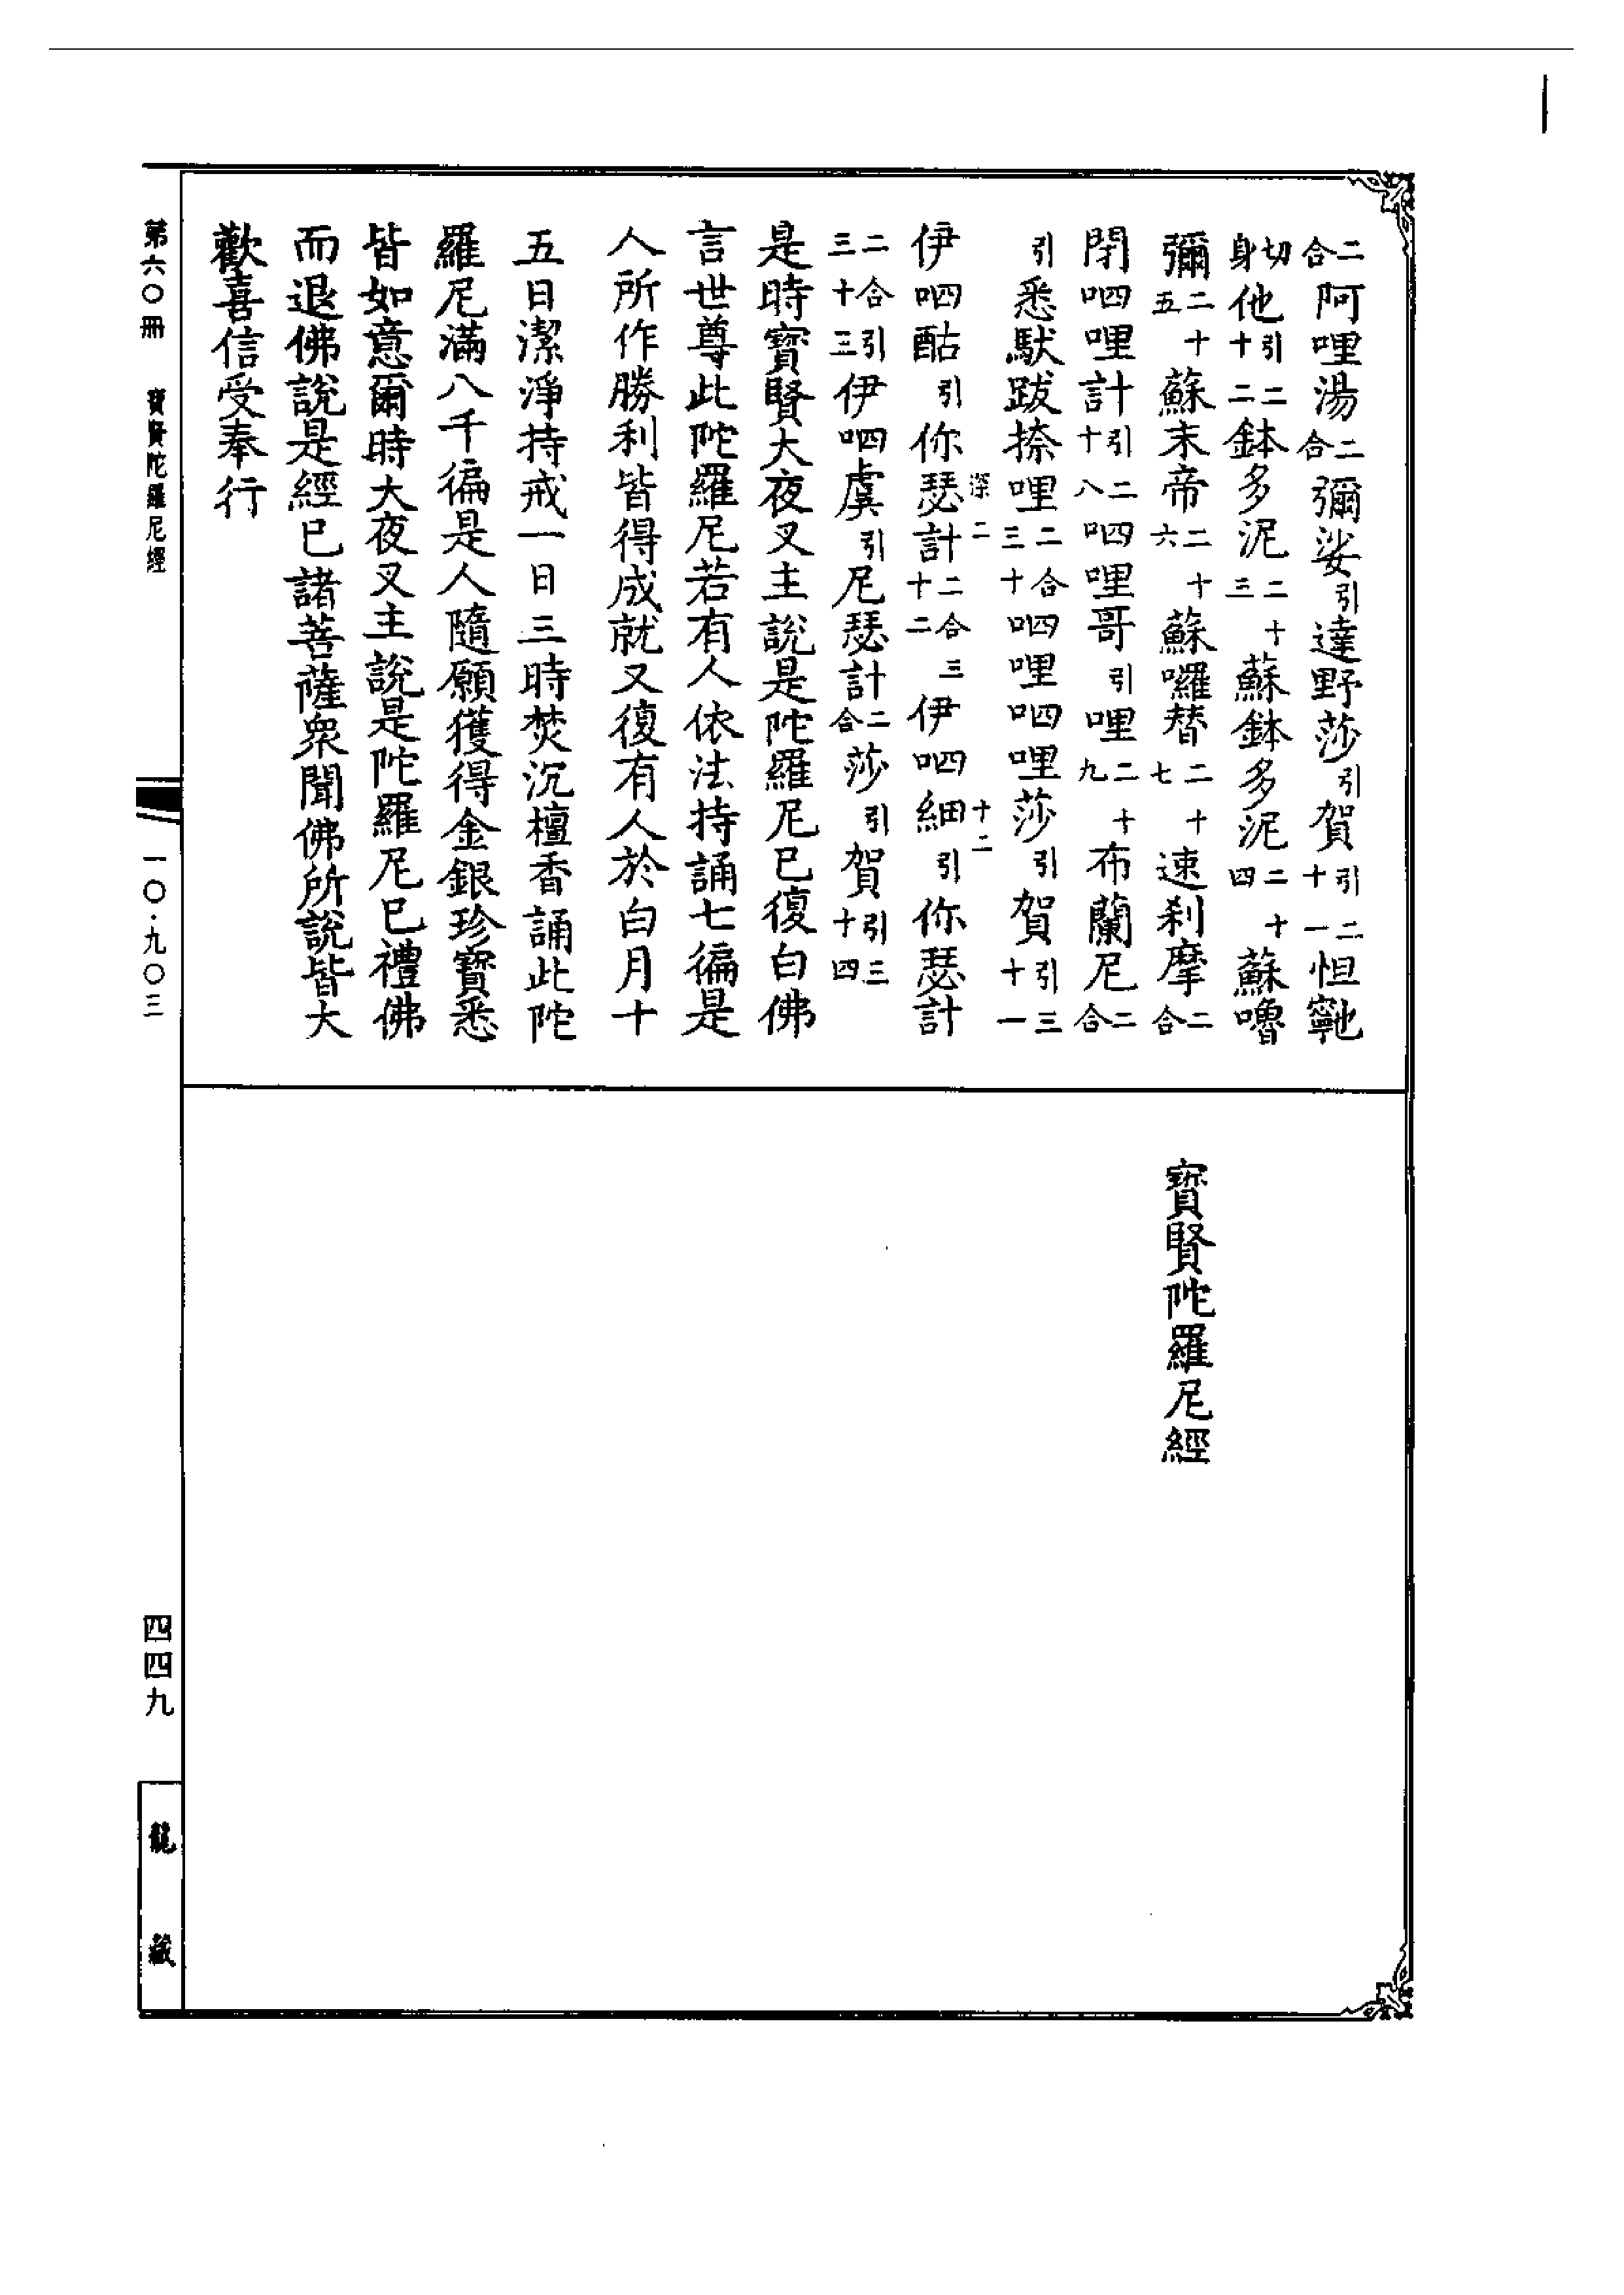 二合阿哩湯二合彌娑引達野莎引賀引二十一怛寧也
切身他引二十二鉢多泥二十三蘇鉢多泥二十四蘇嚕
彌二十五蘇末帝二十六蘇囉替二十七速刹摩二合
閉呬哩計引二十八呬哩哥引哩二十九布蘭尼二合
引悉馱跋捺哩二合三十呬哩呬哩莎引賀引三十一
伊呬酤引你瑟計二合三十二伊呬細引你瑟計
二合引三十三伊呬虞引尼瑟計二合莎引賀引三十四
是時寶賢大夜叉主說是陀羅尼已復白佛
言世尊此陀羅尼若有人依法持誦七徧是
人所作勝利皆得成就又復有人於白月十
五日潔淨持戒一日三時焚沉檀香誦此陀
羅尼滿八千徧是人隨願獲得金銀珍寶悉
皆如意爾時大夜叉主說是陀羅尼已禮佛
而退佛說是經已諸菩薩衆聞佛所說皆大
歡喜信受奉行
寶賢陀羅尼經
第六〇冊 寶賢陀羅尼經
一〇·九〇三
四四九
龍藏